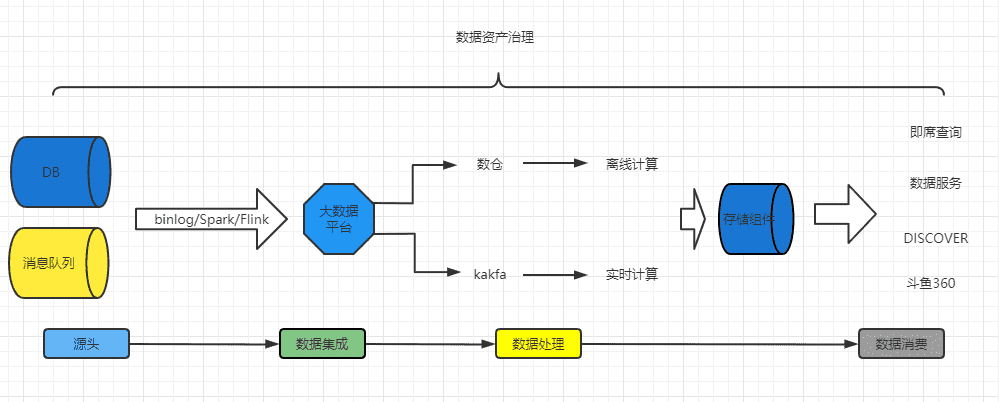 数据资产治理
DB
消息队列
binlog/Spark/Flink
大数据
平台
数仓
离线计算
kakfa
实时计算
存储组件
即席查询
数据服务
DISCOVER
斗鱼360
源头
数据集成
数据处理
数据消费